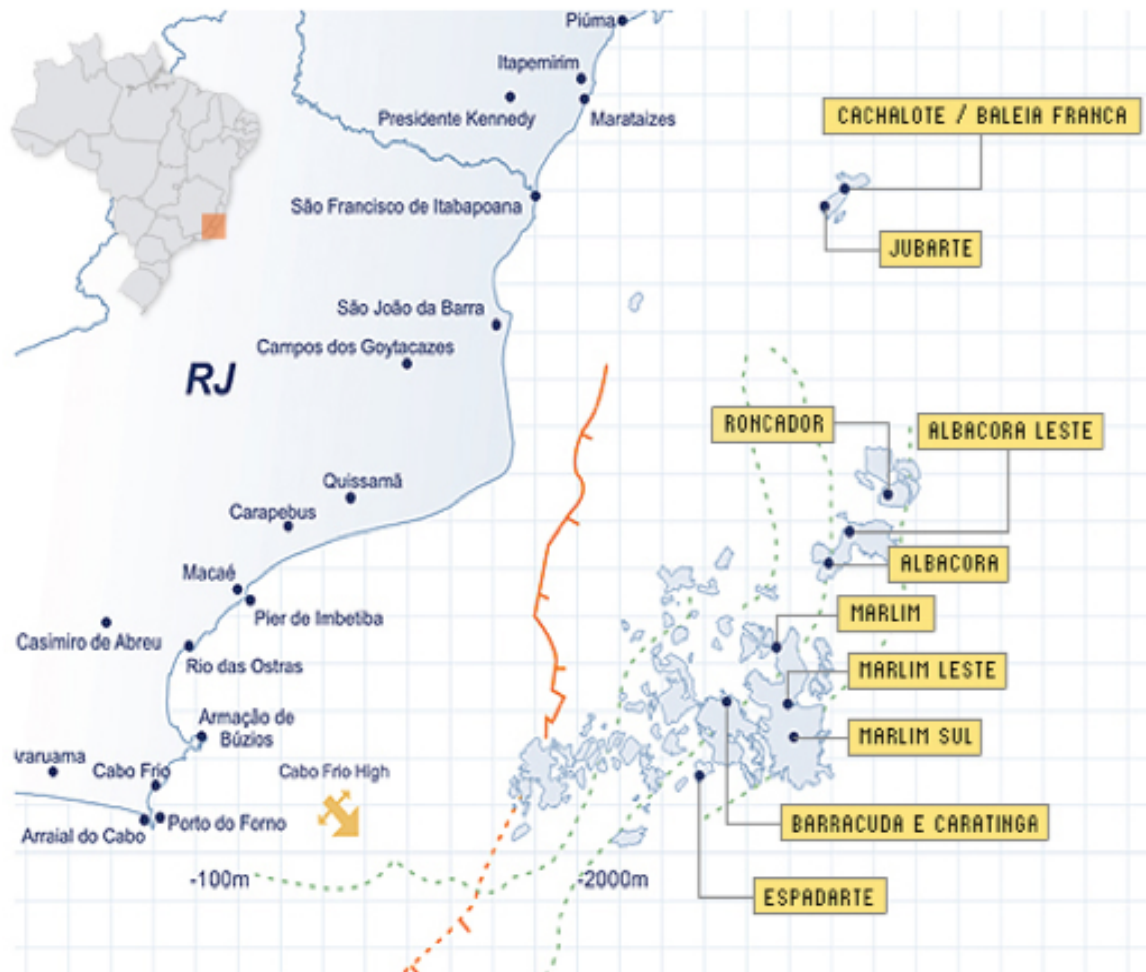 Piúma
Itapemirim
Presidente Kennedy
Marataizes
CACHALOTE / BALEIA FRANCA
São Francisco de Itabapoana
JUBARTE
São João da Barra
Campos dos Goytacazes
RJ
RONCADOR
ALBACORA LESTE
Quissamã
Carapebus
ALBACORA
Macaé
Pier de Imbetiba
MARLIM
Casimiro de Abreu
Rio das Ostras
MARLIM LESTE
Armação de
Búzios
MARLIM SUL
Araruama
Cabo Frio
Cabo Frio High
Arraial do Cabo
Porto do Forno
BARRACUDA E CARATINGA
-100m
-2000m
ESPADARTE